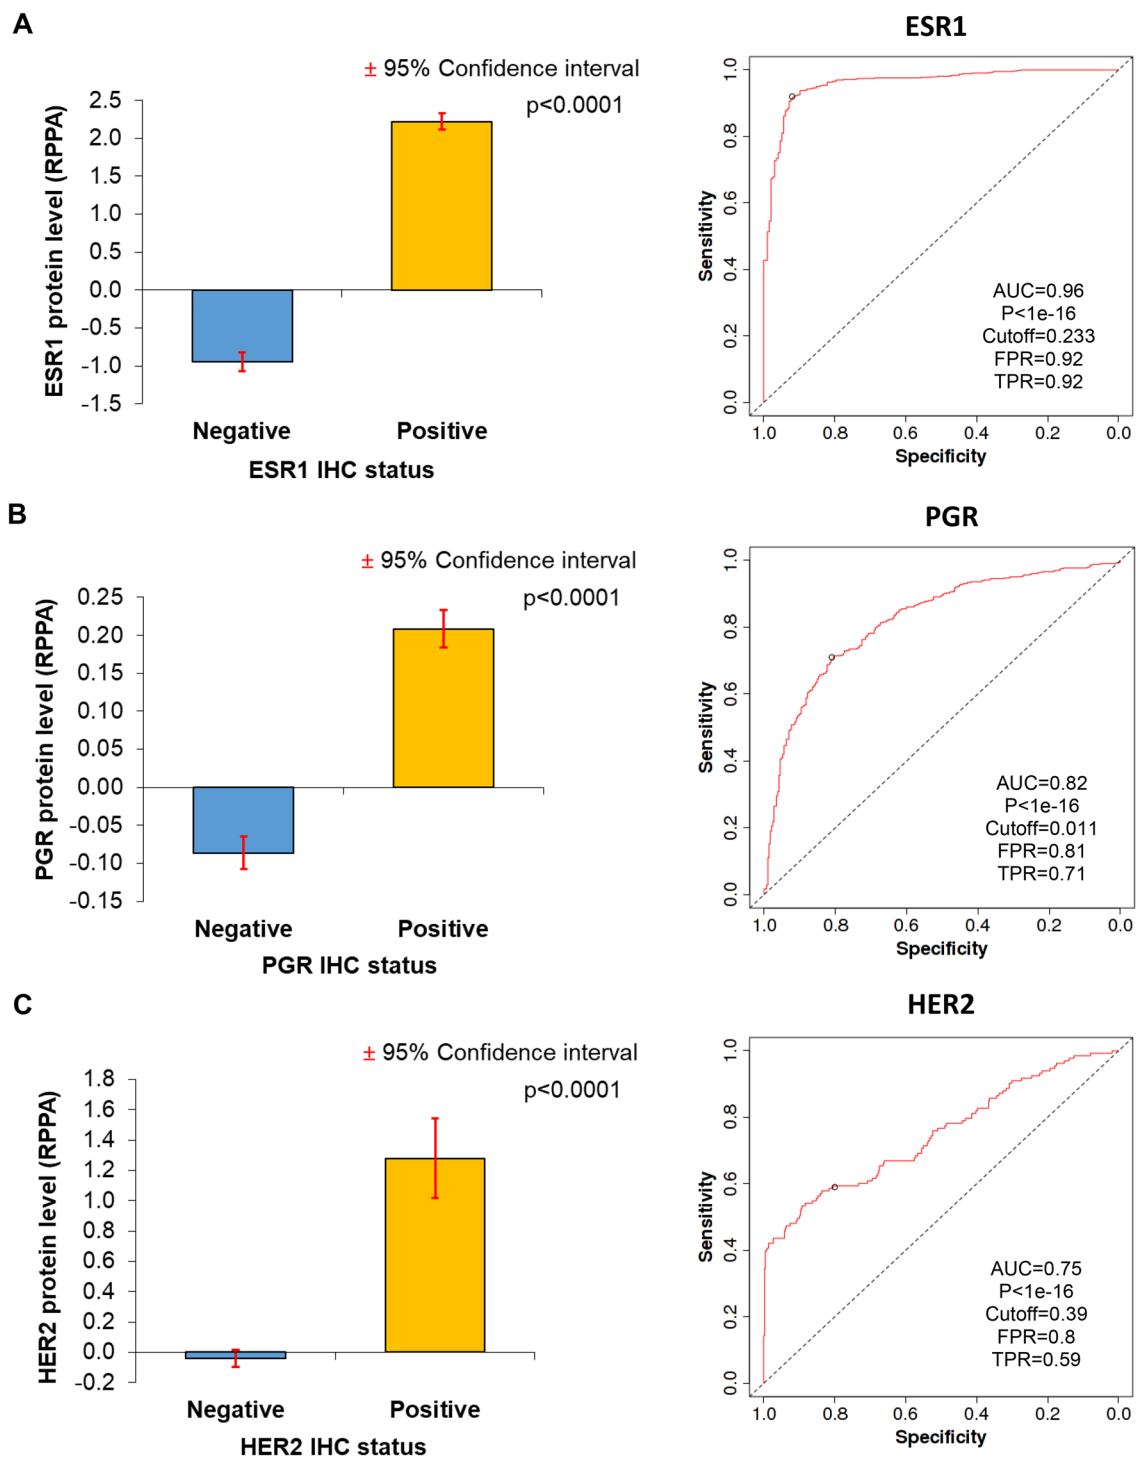 A
± 95% Confidence interval
p<0.0001
2.5
2.0
1.5
1.0
0.5
0.0
-0.5
-1.0
-1.5
ESR1 protein level (RPPA)
Negative
Positive
ESR1 IHC status
ESR1
1.0
0.8
0.6
0.4
0.2
0.0
Sensitivity
AUC=0.96
P<1e-16
Cutoff=0.233
FPR=0.92
TPR=0.92
1.0 0.8 0.6 0.4 0.2 0.0
Specificity
B
± 95% Confidence interval
p<0.0001
0.25
0.20
0.15
0.10
0.05
0.00
-0.05
-0.10
-0.15
PGR protein level (RPPA)
Negative
Positive
PGR IHC status
PGR
1.0
0.8
0.6
0.4
0.2
0.0
Sensitivity
AUC=0.82
P<1e-16
Cutoff=0.011
FPR=0.81
TPR=0.71
1.0 0.8 0.6 0.4 0.2 0.0
Specificity
C
± 95% Confidence interval
p<0.0001
1.8
1.6
1.4
1.2
1.0
0.8
0.6
0.4
0.2
0.0
-0.2
HER2 protein level (RPPA)
Negative
Positive
HER2 IHC status
HER2
1.0
0.8
0.6
0.4
0.2
0.0
Sensitivity
AUC=0.75
P<1e-16
Cutoff=0.39
FPR=0.8
TPR=0.59
1.0 0.8 0.6 0.4 0.2 0.0
Specificity